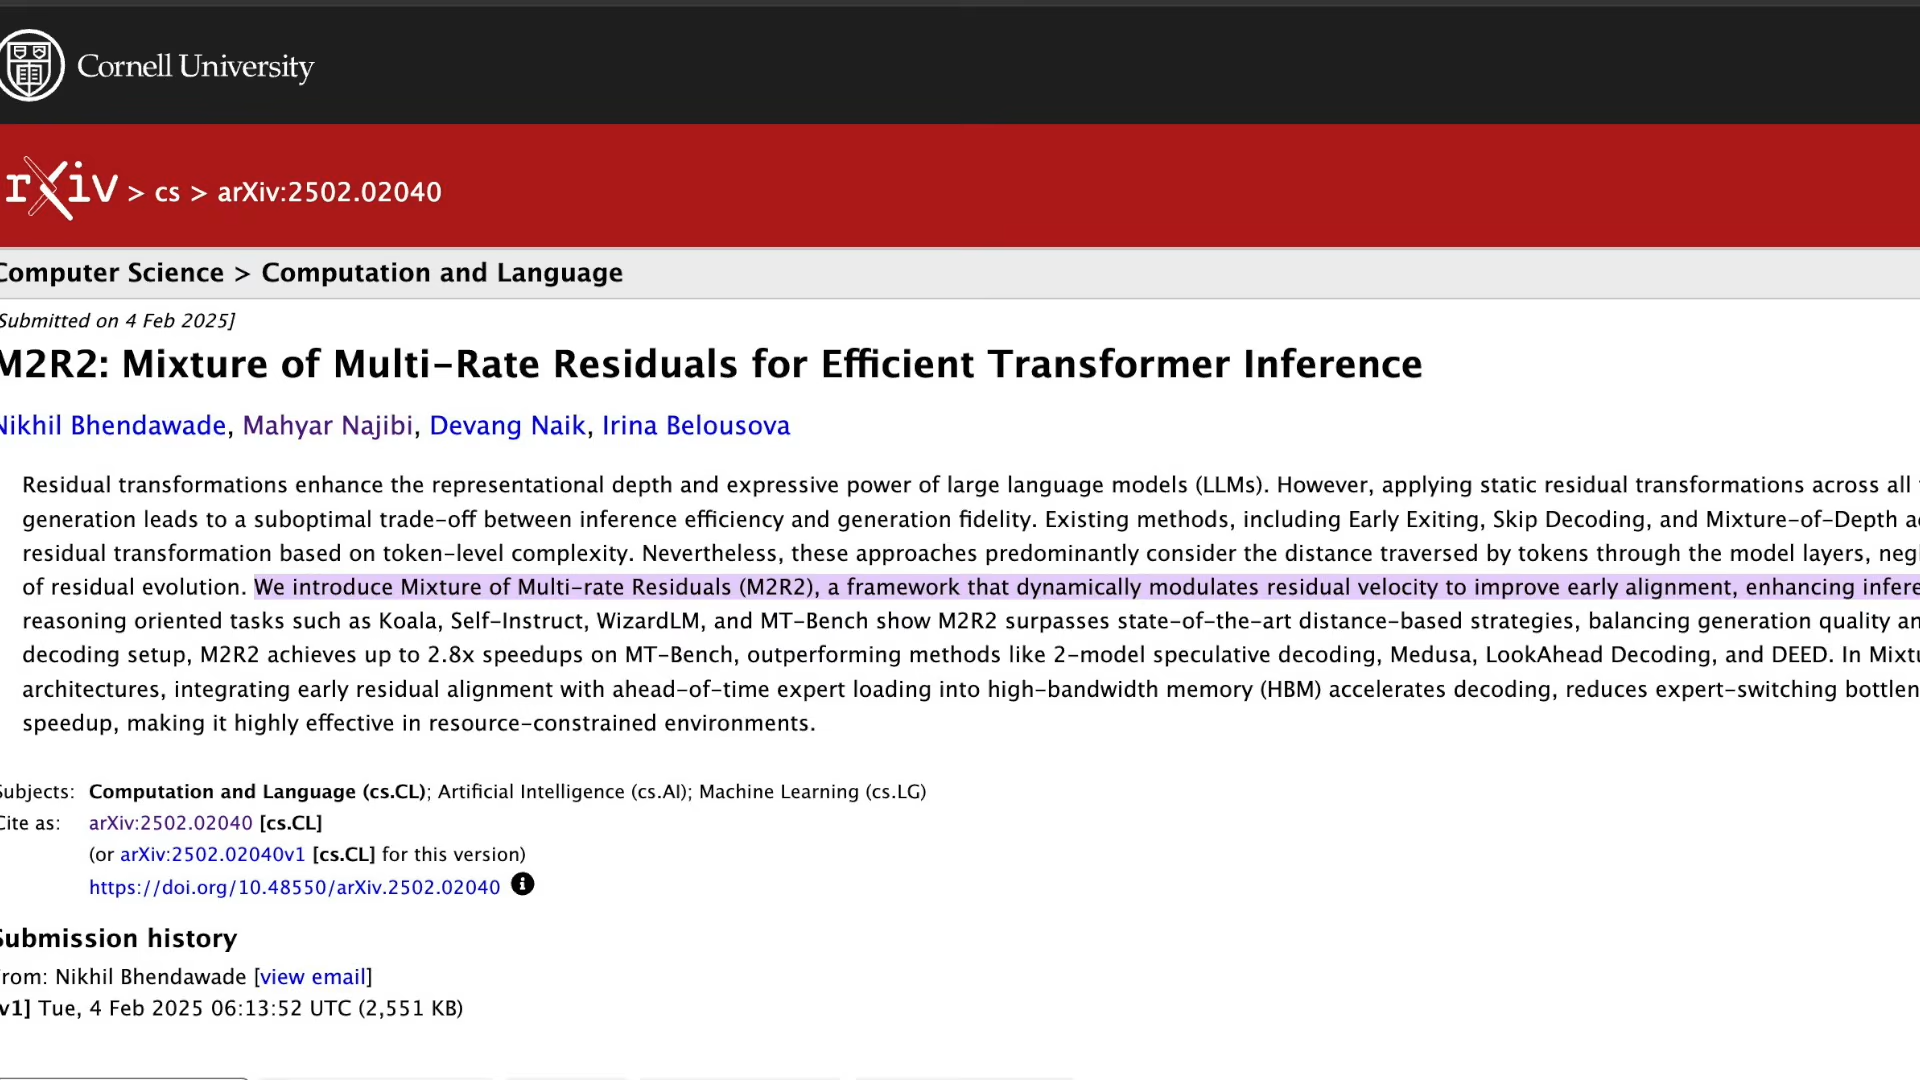 Cornell University
rXiv > cs > arXiv:2502.02040
Computer Science > Computation and Language
Submitted on 4 Feb 2025]
M2R2: Mixture of Multi-Rate Residuals for Efficient Transformer Inference
Nikhil Bhendawade, Mahyar Najibi, Devang Naik, Irina Belousova
Residual transformations enhance the representational depth and expressive power of large language models (LLMs). However, applying static residual transformations across all
generation leads to a suboptimal trade-off between inference efficiency and generation fidelity. Existing methods, including Early Exiting, Skip Decoding, and Mixture-of-Depth
residual transformation based on token-level complexity. Nevertheless, these approaches predominantly consider the distance traversed by tokens through the model layers,
of residual evolution. We introduce Mixture of Multi-rate Residuals (M2R2), a framework that dynamically modulates residual velocity to improve early alignment, enhancing
reasoning oriented tasks such as Koala, Self-Instruct, WizardLM, and MT-Bench show M2R2 surpasses state-of-the-art distance-based strategies, balancing generation quality
decoding setup, M2R2 achieves up to 2.8x speedups on MT-Bench, outperforming methods like 2-model speculative decoding, Medusa, LookAhead Decoding, and DEED. In
architectures, integrating early residual alignment with ahead-of-time expert loading into high-bandwidth memory (HBM) accelerates decoding, reduces expert-switching
speedup, making it highly effective in resource-constrained environments.
Subjects: Computation and Language (cs.CL); Artificial Intelligence (cs.AI); Machine Learning (cs.LG)
Cite as: arXiv:2502.02040 [cs.CL]
(or arXiv:2502.02040v1 [cs.CL] for this version)
https://doi.org/10.48550/arXiv.2502.02040
Submission history
From: Nikhil Bhendawade [view email]
v1] Tue, 4 Feb 2025 06:13:52 UTC (2,551 KB)